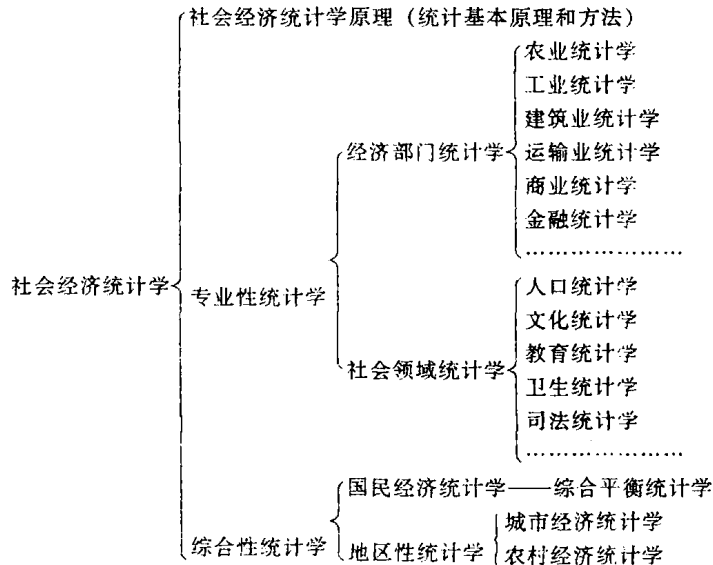 社会经济统计学原理（统计基本原理和方法）
农业统计学
工业统计学
建筑业统计学
经济部门统计学
运输业统计学
商业统计学
金融统计学
……………………
社会经济统计学
专业性统计学
人口统计学
文化统计学
教育统计学
社会领域统计学
卫生统计学
司法统计学
……………………
国民经济统计学——综合平衡统计学
综合性统计学
地区性统计学
城市经济统计学
农村经济统计学